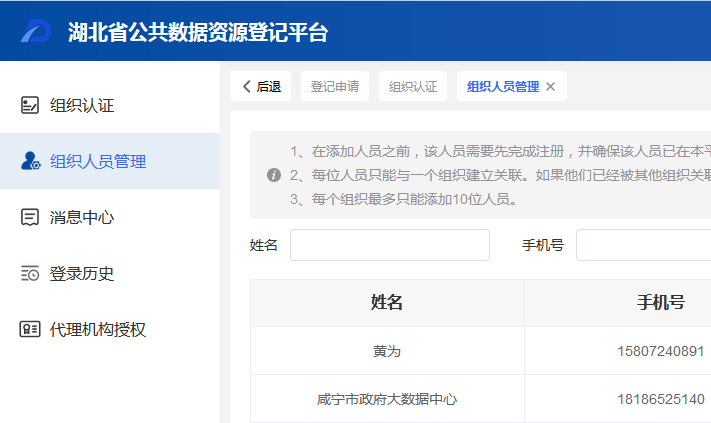 湖北省公共数据资源登记平台
后退 登记申请 组织认证 组织人员管理
组织认证
组织人员管理
消息中心
登录历史
代理机构授权
1、在添加人员之前，该人员需要先完成注册，并确保该人员已在本平
2、每位人员只能与一个组织建立关联。如果他们已经被其他组织关联
3、每个组织最多只能添加10位人员。
姓名 手机号
姓名 手机号
黄为 15807240891
咸宁市政府大数据中心 18186525140